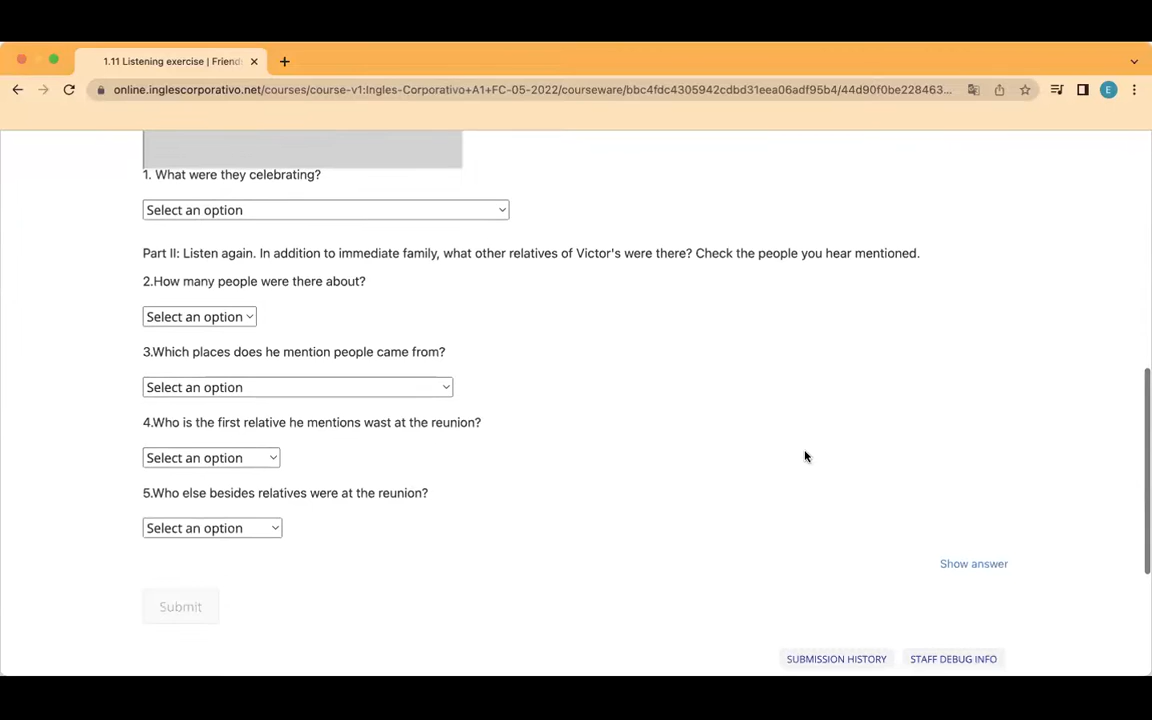 1.11 Listening exercise | Friend
online.inglescorporativo.net/courses/course-v1:Ingles-Corporativo+A1+FC-05-2022/courseware/bbc4fdc4305942cdbd31eea06adf95b4/44d90f0be228463...
E
1. What were they celebrating?
Select an option
Part II: Listen again. In addition to immediate family, what other relatives of Victor's were there? Check the people you hear mentioned.
2.How many people were there about?
Select an option
3.Which places does he mention people came from?
Select an option
4.Who is the first relative he mentions wast at the reunion?
Select an option
5.Who else besides relatives were at the reunion?
Select an option
Show answer
Submit
SUBMISSION HISTORY STAFF DEBUG INFO